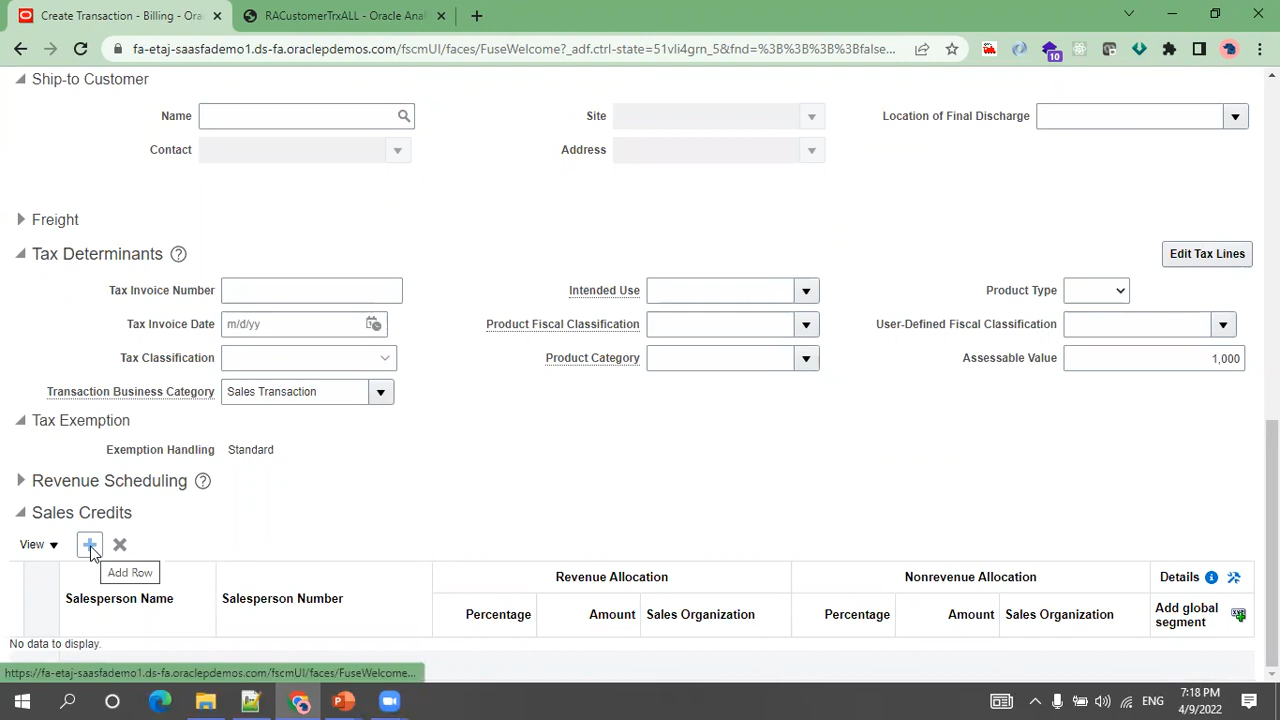 Create Transaction - Billing - Ora
RACustomerTrxALL - Oracle Anal
fa-etaj-saasfademo1.ds-fa.oraclepdemos.com/fscmUI/faces/FuseWelcome?_adf.ctrl-state=51vli4grn_5&fnd=%3B%3B%3B%3Bfalse...
10
Ship-to Customer
Name
Site
Location of Final Discharge
Contact
Address
Freight
Tax Determinants
Edit Tax Lines
Tax Invoice Number
Intended Use
Product Type
Tax Invoice Date m/d/yy
Product Fiscal Classification
User-Defined Fiscal Classification
Tax Classification
Product Category
Assessable Value 1,000
Transaction Business Category Sales Transaction
Tax Exemption
Exemption Handling Standard
Revenue Scheduling
Sales Credits
View
Add Row
Salesperson Name
Salesperson Number
Revenue Allocation
Nonrevenue Allocation
Details
Percentage
Amount
Sales Organization
Percentage
Amount
Sales Organization
Add global segment
No data to display.
https://fa-etaj-saasfademo1.ds-fa.oraclepdemos.com/fscmUI/faces/FuseWelcome...
ENG
7:18 PM
4/9/2022